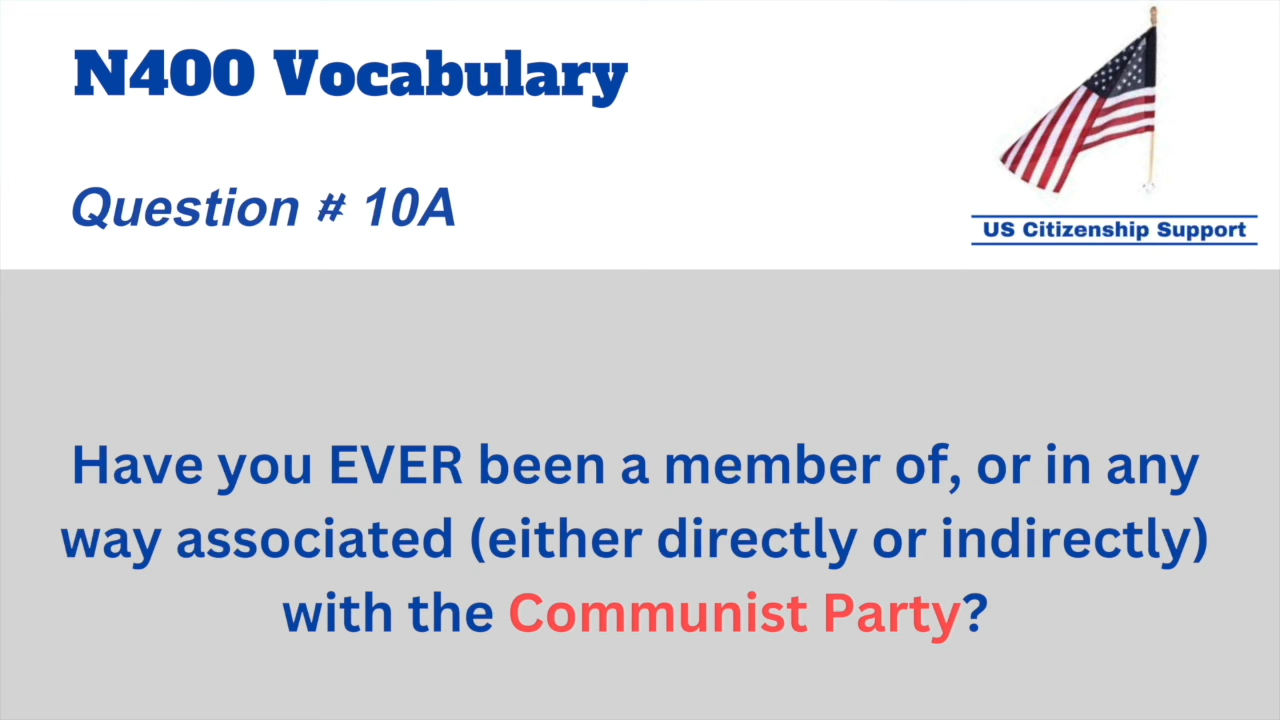 N400 Vocabulary
Question # 10A
US Citizenship Support
Have you EVER been a member of, or in any
way associated (either directly or indirectly)
with the Communist Party?